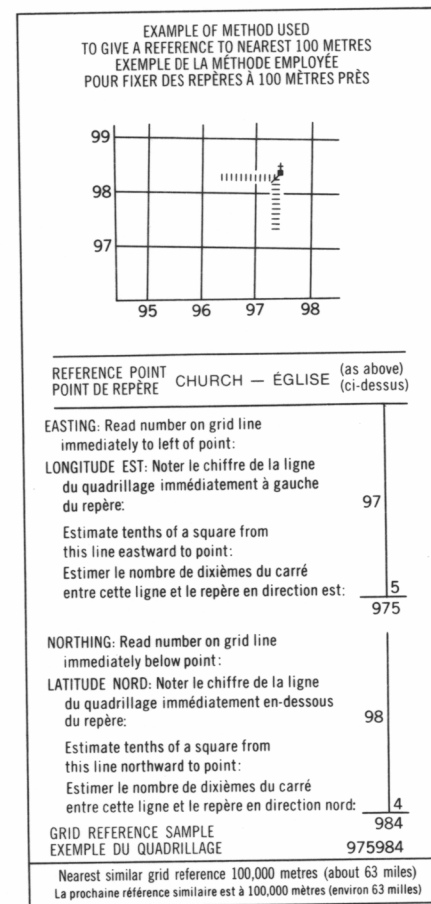 EXAMPLE OF METHOD USED
TO GIVE A REFERENCE TO NEAREST 100 METRES
EXEMPLE DE LA MÉTHODE EMPLOYÉE
POUR FIXER DES REPÈRES À 100 MÈTRES PRÈS
99
98
97
95 96 97 98
REFERENCE POINT
POINT DE REPÈRE CHURCH — ÉGLISE (as above)
(ci-dessus)
EASTING: Read number on grid line
immediately to left of point:
LONGITUDE EST: Noter le chiffre de la ligne
du quadrillage immédiatement à gauche
du repère: 97
Estimate tenths of a square from
this line eastward to point:
Estimer le nombre de dixièmes du carré
entre cette ligne et le repère en direction est: 5
975
NORTHING: Read number on grid line
immediately below point:
LATITUDE NORD: Noter le chiffre de la ligne
du quadrillage immédiatement en-dessous
du repère: 98
Estimate tenths of a square from
this line northward to point:
Estimer le nombre de dixièmes du carré
entre cette ligne et le repère en direction nord: 4
984
GRID REFERENCE SAMPLE
EXEMPLE DU QUADRILLAGE 975984
Nearest similar grid reference 100,000 metres (about 63 miles)
La prochaine référence similaire est à 100,000 mètres (environ 63 milles)